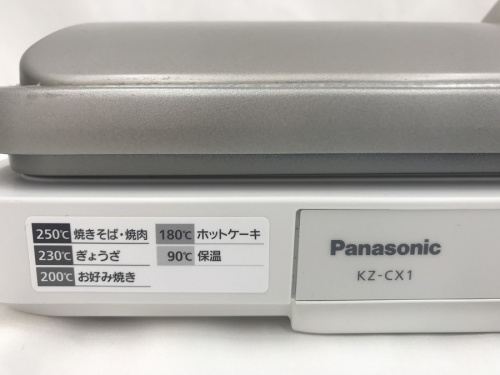 250℃ 焼きそば・焼肉
230℃ ぎょうざ
200℃ お好み焼き
180℃ ホットケーキ
90℃ 保温
Panasonic
KZ-CX1